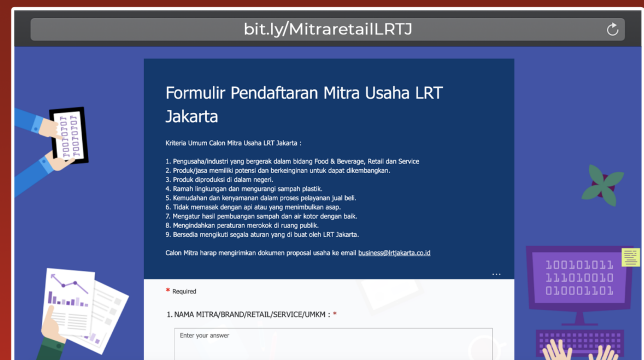 bit.ly/MitraretailLRTJ
Formulir Pendaftaran Mitra Usaha LRT
Jakarta
Kriteria Umum Calon Mitra Usaha LRT Jakarta :
1. Pengusaha/industri yang bergerak dalam bidang Food & Beverage, Retail dan Service
2. Produk/jasa memiliki potensi dan berkeinginan untuk dapat dikembangkan.
3. Produk diproduksi di dalam negeri.
4. Ramah lingkungan dan mengurangi sampah plastik.
5. Kemudahan dan kenyamanan dalam proses pelayanan jual beli.
6. Tidak memasak dengan api atau yang menimbulkan asap.
7. Mengatur hasil pembuangan sampah dan air kotor dengan baik.
8. Mengindahkan peraturan merokok di ruang publik.
9. Bersedia mengikuti segala aturan yang di buat oleh LRT Jakarta.
Calon Mitra harap mengirimkan dokumen proposal usaha ke email business@lrtjakarta.co.id
...
* Required
1. NAMA MITRA/BRAND/RETAIL/SERVICE/UMKM : *
Enter your answer
100101011
111010010
010001101